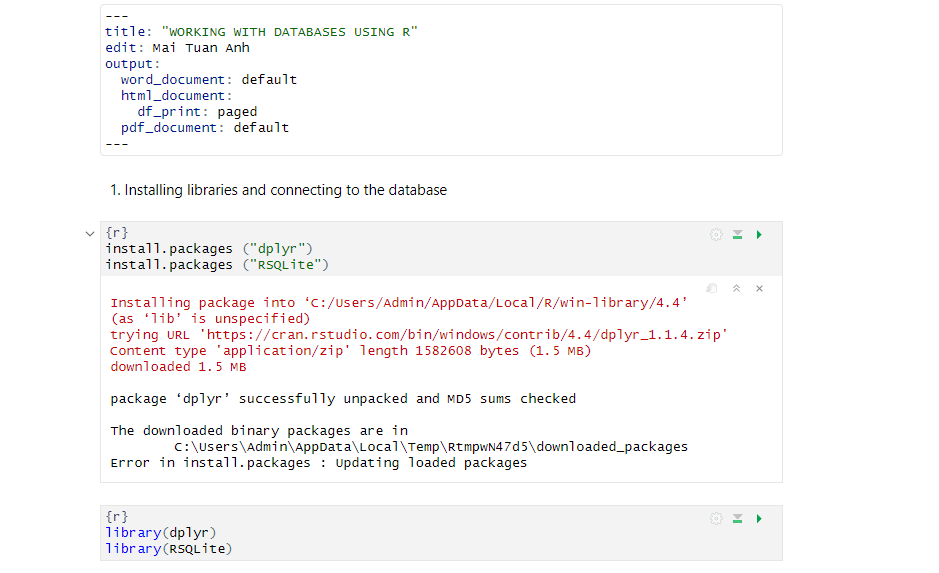 ---
title: "WORKING WITH DATABASES USING R"
edit: Mai Tuan Anh
output:
  word_document: default
  html_document:
    df_print: paged
  pdf_document: default
---
1. Installing libraries and connecting to the database
{r}
install.packages ("dplyr")
install.packages ("RSQLite")
Installing package into ‘C:/Users/Admin/AppData/Local/R/win-library/4.4’
(as ‘lib’ is unspecified)
trying URL 'https://cran.rstudio.com/bin/windows/contrib/4.4/dplyr_1.1.4.zip'
Content type 'application/zip' length 1582608 bytes (1.5 MB)
downloaded 1.5 MB
package ‘dplyr’ successfully unpacked and MD5 sums checked
The downloaded binary packages are in
        C:\Users\Admin\AppData\Local\Temp\RtmpwN47d5\downloaded_packages
Error in install.packages : Updating loaded packages
{r}
library(dplyr)
library(RSQLite)